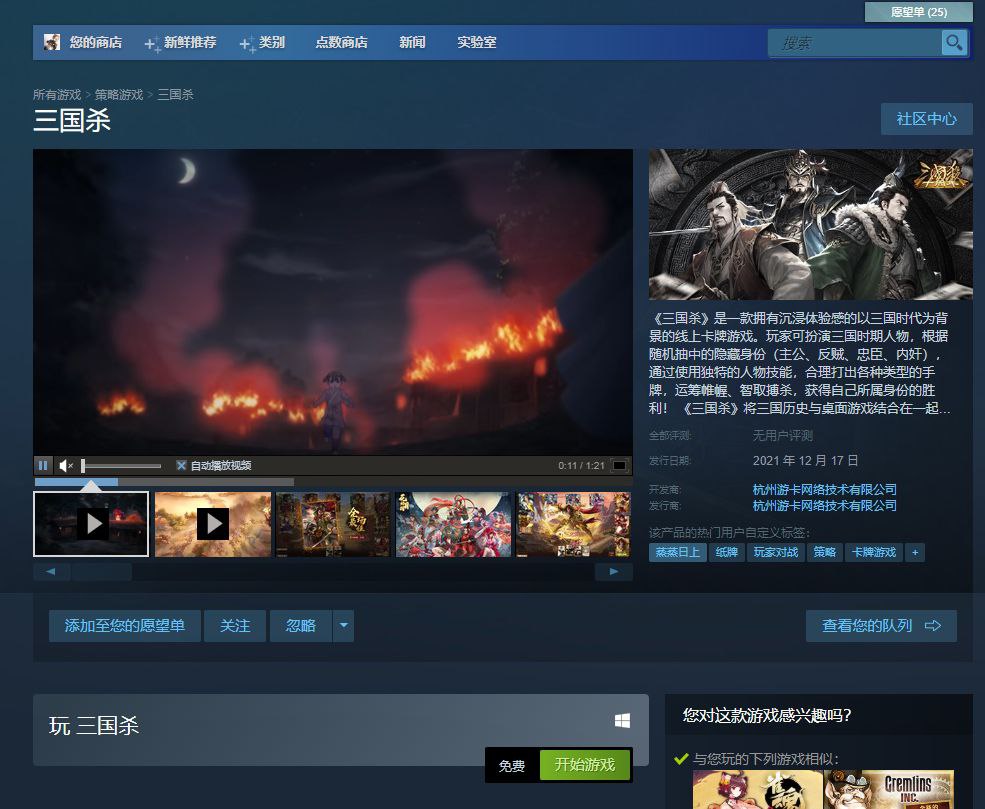 愿望单 (25)
您的商店 新鲜推荐 类别 点数商店 新闻 实验室 搜索
所有游戏 > 策略游戏 > 三国杀
三国杀
社区中心
三國殺
《三国杀》是一款拥有沉浸体验感的以三国时代为背
景的线上卡牌游戏。玩家可扮演三国时期人物，根据
随机抽中的隐藏身份（主公、反贼、忠臣、内奸），
通过使用独特的人物技能，合理打出各种类型的手
牌，运筹帷幄、智取搏杀，获得自己所属身份的胜
利！《三国杀》将三国历史与桌面游戏结合在一起...
全部评测: 无用户评测
发行日期: 2021 年 12 月 17 日
开发商: 杭州游卡网络技术有限公司
发行商: 杭州游卡网络技术有限公司
该产品的热门用户自定义标签:
蒸蒸日上 纸牌 玩家对战 策略 卡牌游戏 +
自动播放视频 0:11 / 1:21
添加至您的愿望单 关注 忽略 查看您的队列
玩 三国杀
免费 开始游戏
您对这款游戏感兴趣吗？
与您玩的下列游戏相似:
Gremlins
INC.